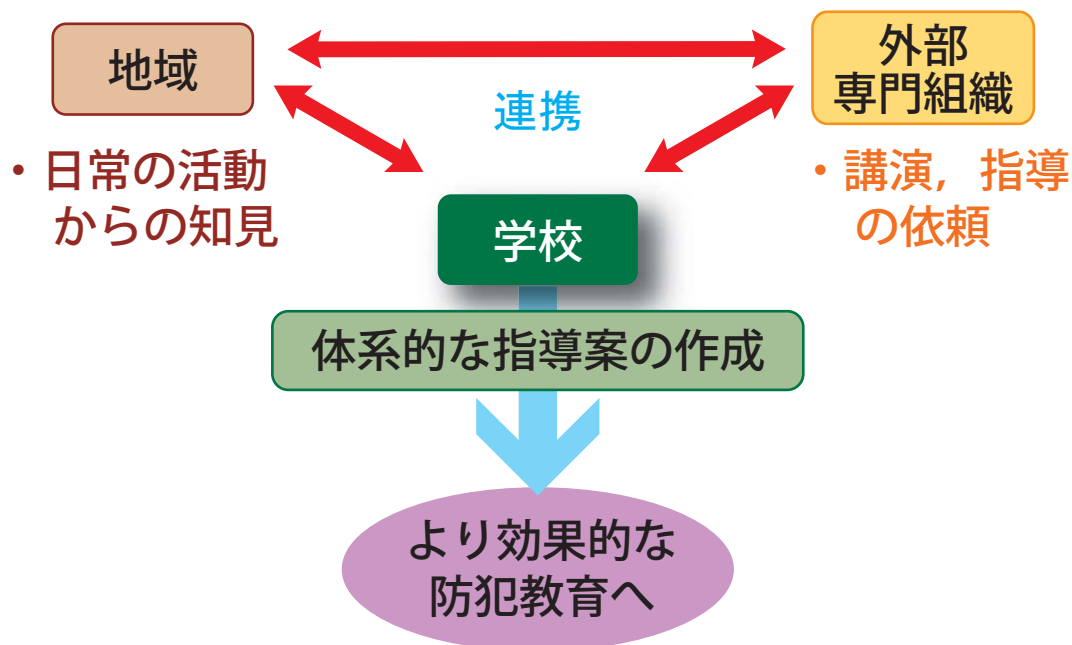 地域
外部
専門組織
連携
・日常の活動
からの知見
・講演，指導
の依頼
学校
体系的な指導案の作成
より効果的な
防犯教育へ